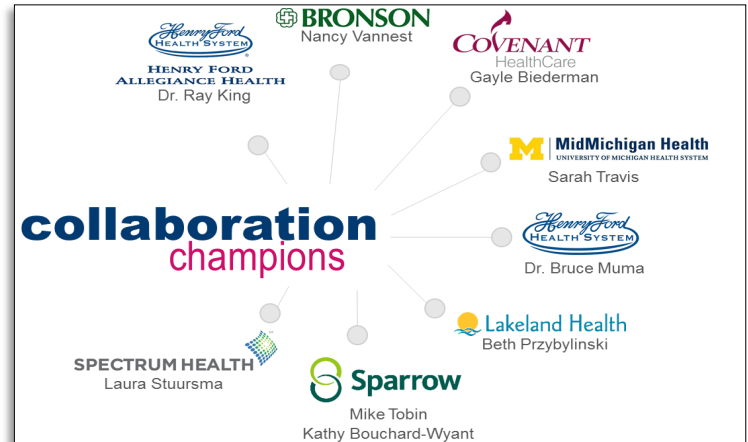 Henry Ford
HEALTH SYSTEM
HENRY FORD
ALLEGIANCE HEALTH
Dr. Ray King
BRONSON
Nancy Vannest
COVENANT
HealthCare
Gayle Biederman
M MidMichigan Health
UNIVERSITY OF MICHIGAN HEALTH SYSTEM
Sarah Travis
collaboration
champions
Henry Ford
HEALTH SYSTEM
Dr. Bruce Muma
Lakeland Health
Beth Przybylinski
SPECTRUM HEALTH
Laura Stuursma
Sparrow
Mike Tobin
Kathy Bouchard-Wyant